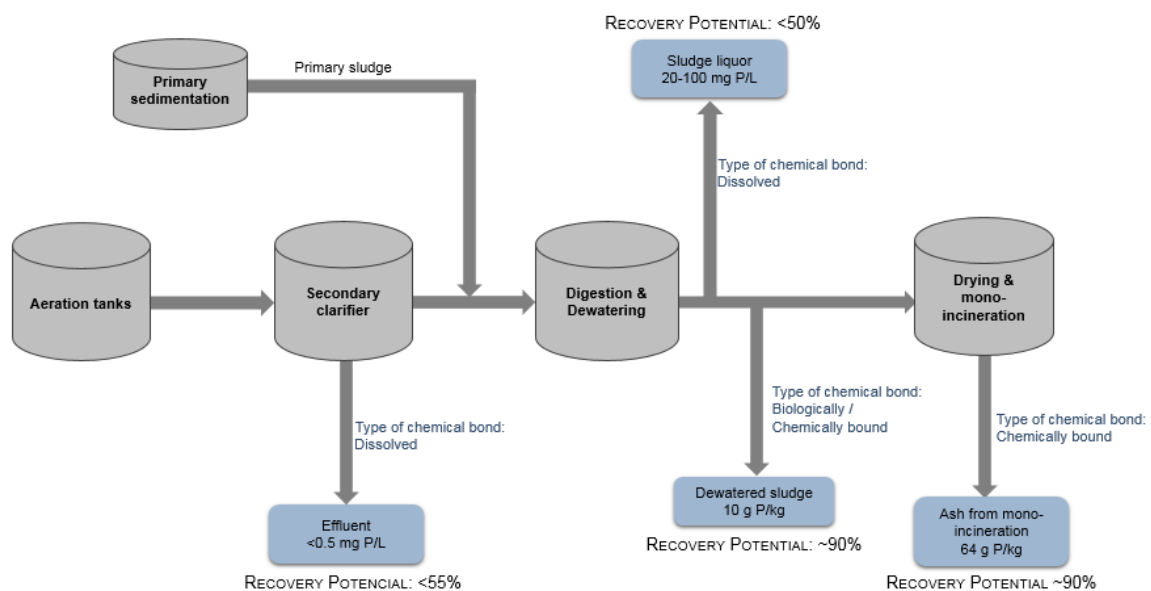 RECOVERY POTENTIAL: <50%
Sludge liquor
20-100 mg P/L
Primary sludge
Primary
sedimentation
Type of chemical bond:
Dissolved
Aeration tanks
Secondary
clarifier
Digestion &
Dewatering
Drying &
mono-
incineration
Type of chemical bond:
Dissolved
Type of chemical bond:
Biologically /
Chemically bound
Type of chemical bond:
Chemically bound
Effluent
<0.5 mg P/L
RECOVERY POTENCIAL: <55%
Dewatered sludge
10 g P/kg
RECOVERY POTENTIAL: ~90%
Ash from mono-
incineration
64 g P/kg
RECOVERY POTENTIAL ~90%